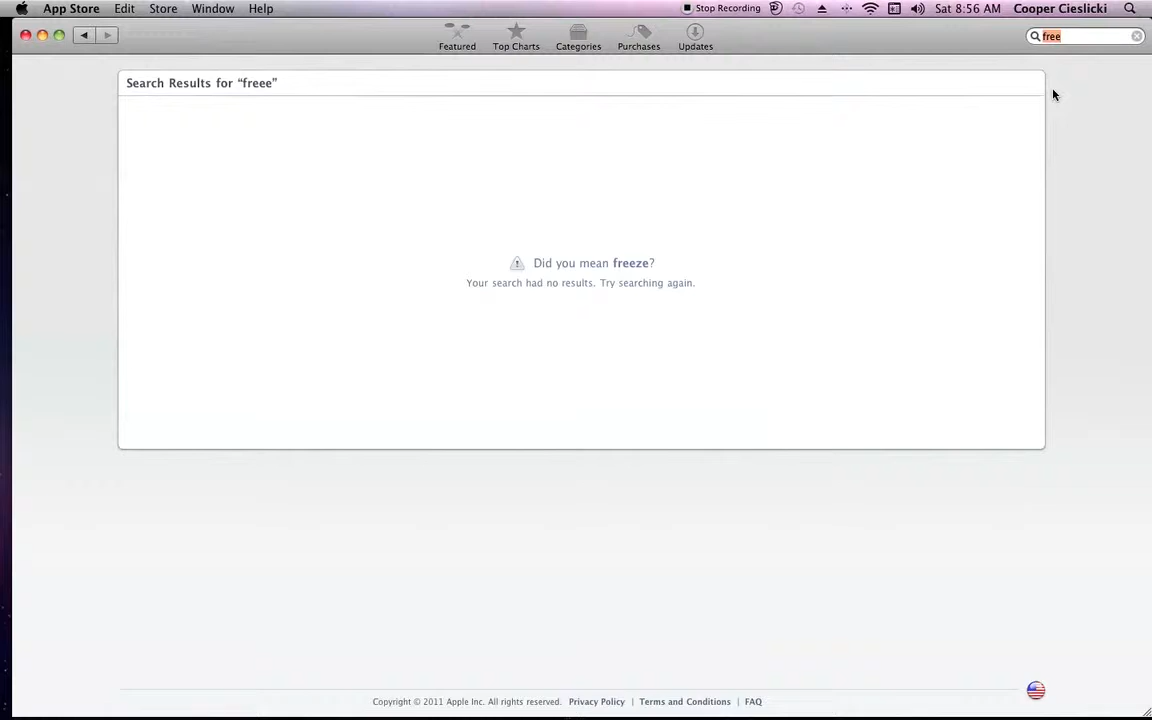 App Store Edit Store Window Help Stop Recording Sat 8:56 AM Cooper Cieslicki
Featured Top Charts Categories Purchases Updates free
Search Results for “freee”
Did you mean freeze?
Your search had no results. Try searching again.
Copyright © 2011 Apple Inc. All rights reserved. Privacy Policy | Terms and Conditions | FAQ